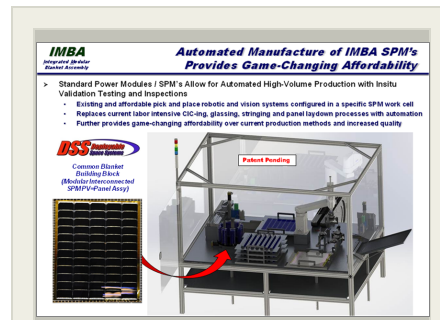 IMBA
Integrated Modular
Blanket Assembly
Automated Manufacture of IMBA SPM's
Provides Game-Changing Affordability
➢ Standard Power Modules / SPM's Allow for Automated High-Volume Production with Insitu
Validation Testing and Inspections
• Existing and affordable pick and place robotic and vision systems configured in a specific SPM work cell
• Replaces current labor intensive CIC-ing, glassing, stringing and panel laydown processes with automation
• Further provides game-changing affordability over current production methods and increased quality
DSS Deployable
Space Systems
Patent Pending
Common Blanket
Building Block
(Modular Interconnected
SPM PV-Panel Assy)